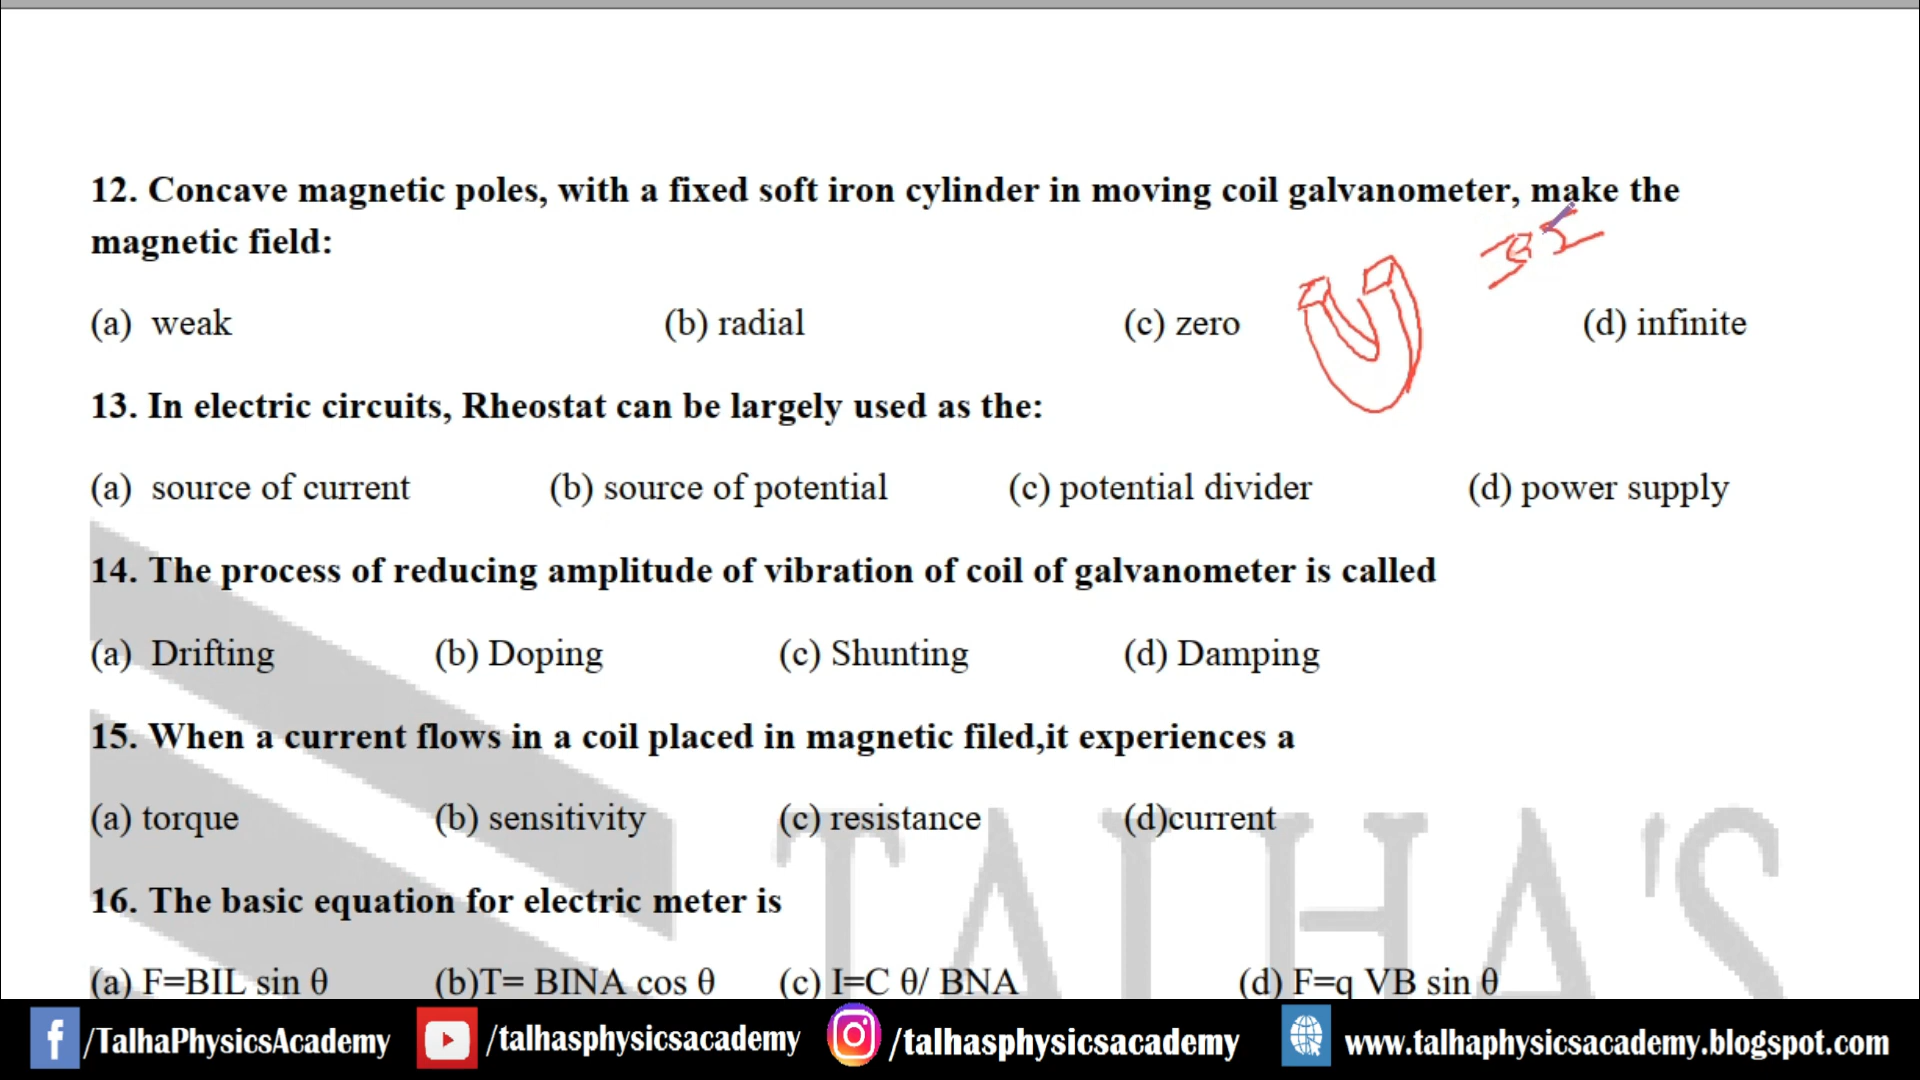 12. Concave magnetic poles, with a fixed soft iron cylinder in moving coil galvanometer, make the
magnetic field:
(a) weak (b) radial (c) zero (d) infinite
13. In electric circuits, Rheostat can be largely used as the:
(a) source of current (b) source of potential (c) potential divider (d) power supply
14. The process of reducing amplitude of vibration of coil of galvanometer is called
(a) Drifting (b) Doping (c) Shunting (d) Damping
15. When a current flows in a coil placed in magnetic filed,it experiences a
(a) torque (b) sensitivity (c) resistance (d)current
16. The basic equation for electric meter is
(a) F=BIL sin θ (b)T= BINA cos θ (c) I=C θ/ BNA (d) F=q VB sin θ
TALHA'S
/TalhaPhysicsAcademy /talhasphysicsacademy /talhasphysicsacademy www.talhaphysicsacademy.blogspot.com